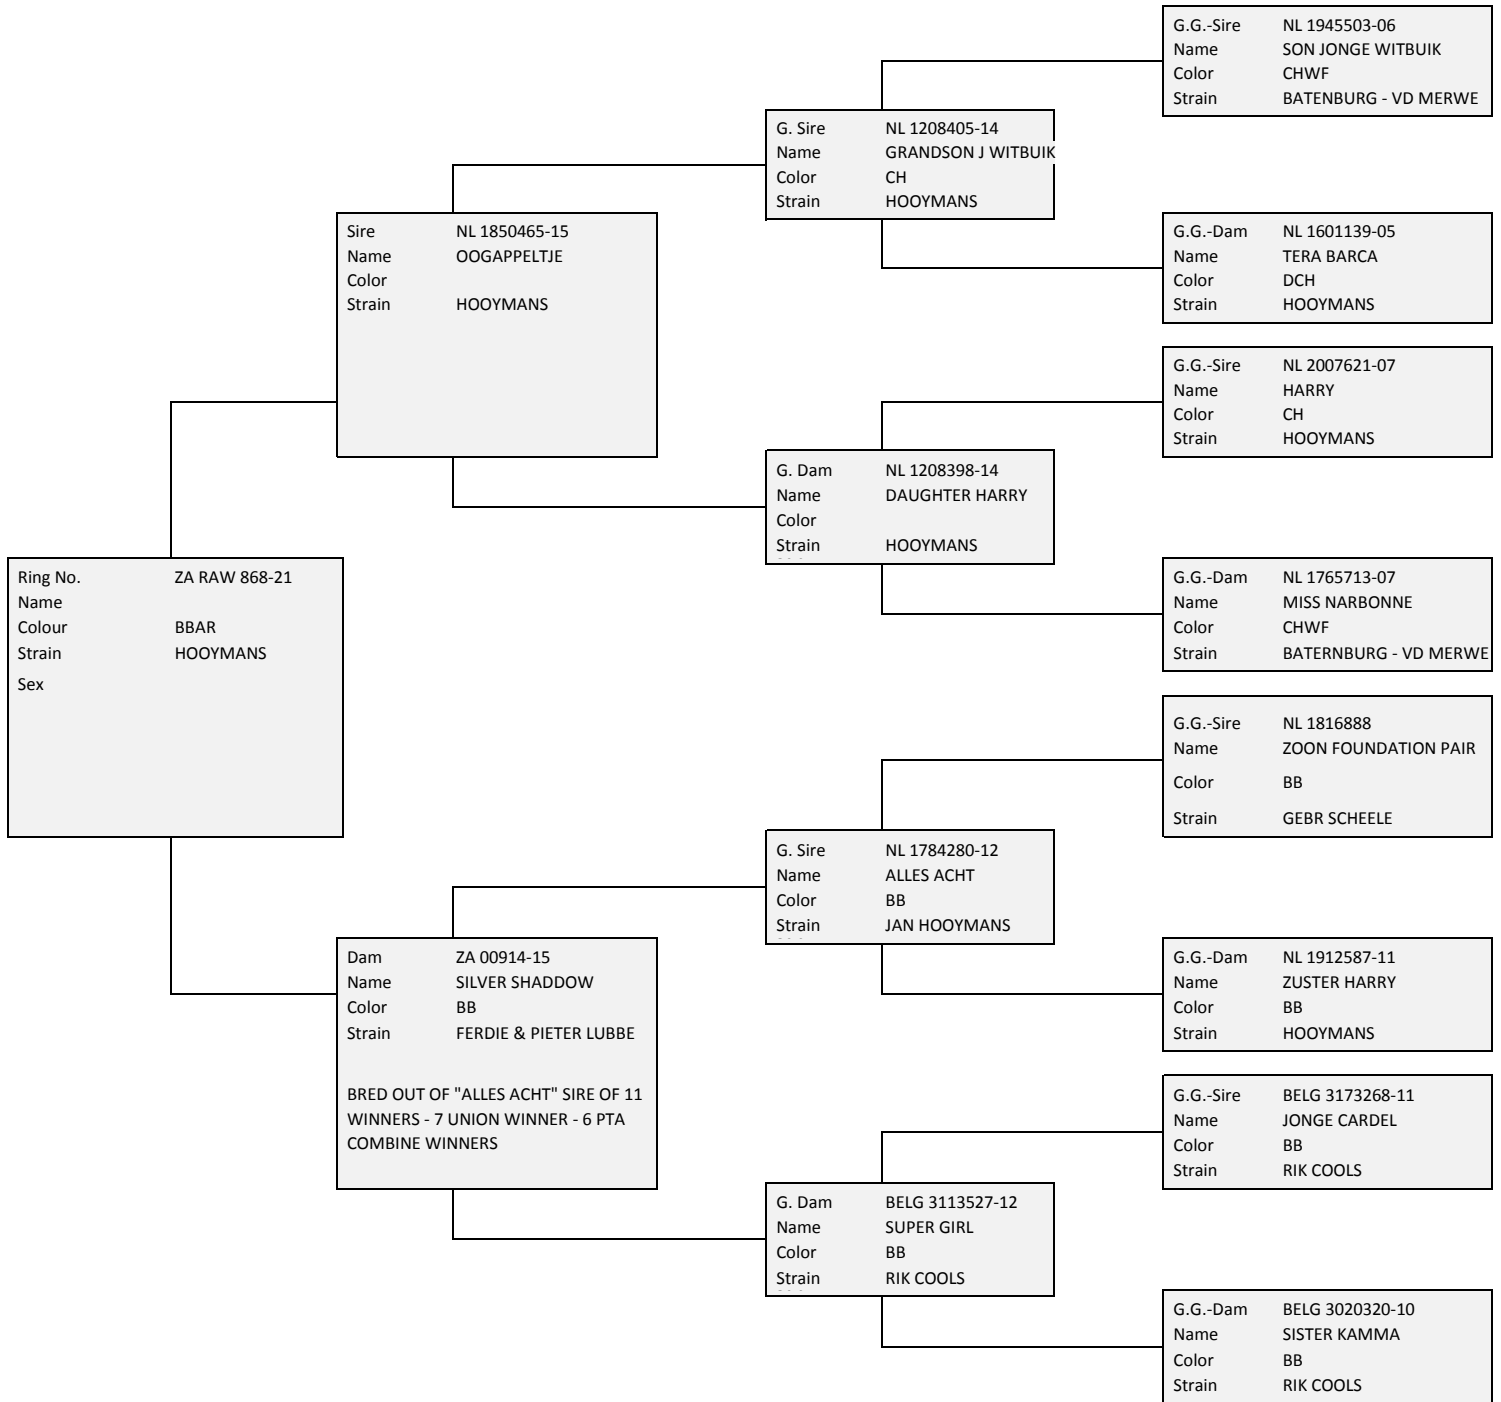 G.G.-Sire NL 1945503-06
Name SON JONGE WITBUIK
Color CHWF
Strain BATENBURG - VD MERWE
G. Sire NL 1208405-14
Name GRANDSON J WITBUIK
Color CH
Strain HOOYMANS
Sire NL 1850465-15
Name OOGAPPELTJE
Color
Strain HOOYMANS
G.G.-Dam NL 1601139-05
Name TERA BARCA
Color DCH
Strain HOOYMANS
G.G.-Sire NL 2007621-07
Name HARRY
Color CH
Strain HOOYMANS
G. Dam NL 1208398-14
Name DAUGHTER HARRY
Color
Strain HOOYMANS
Ring No. ZA RAW 868-21
Name
Colour BBAR
Strain HOOYMANS
Sex
G.G.-Dam NL 1765713-07
Name MISS NARBONNE
Color CHWF
Strain BATERNBURG - VD MERWE
G.G.-Sire NL 1816888
Name ZOON FOUNDATION PAIR
Color BB
Strain GEBR SCHEELE
G. Sire NL 1784280-12
Name ALLES ACHT
Color BB
Strain JAN HOOYMANS
Dam ZA 00914-15
Name SILVER SHADDOW
Color BB
Strain FERDIE & PIETER LUBBE
BRED OUT OF "ALLES ACHT" SIRE OF 11
WINNERS - 7 UNION WINNER - 6 PTA
COMBINE WINNERS
G.G.-Dam NL 1912587-11
Name ZUSTER HARRY
Color BB
Strain HOOYMANS
G.G.-Sire BELG 3173268-11
Name JONGE CARDEL
Color BB
Strain RIK COOLS
G. Dam BELG 3113527-12
Name SUPER GIRL
Color BB
Strain RIK COOLS
G.G.-Dam BELG 3020320-10
Name SISTER KAMMA
Color BB
Strain RIK COOLS